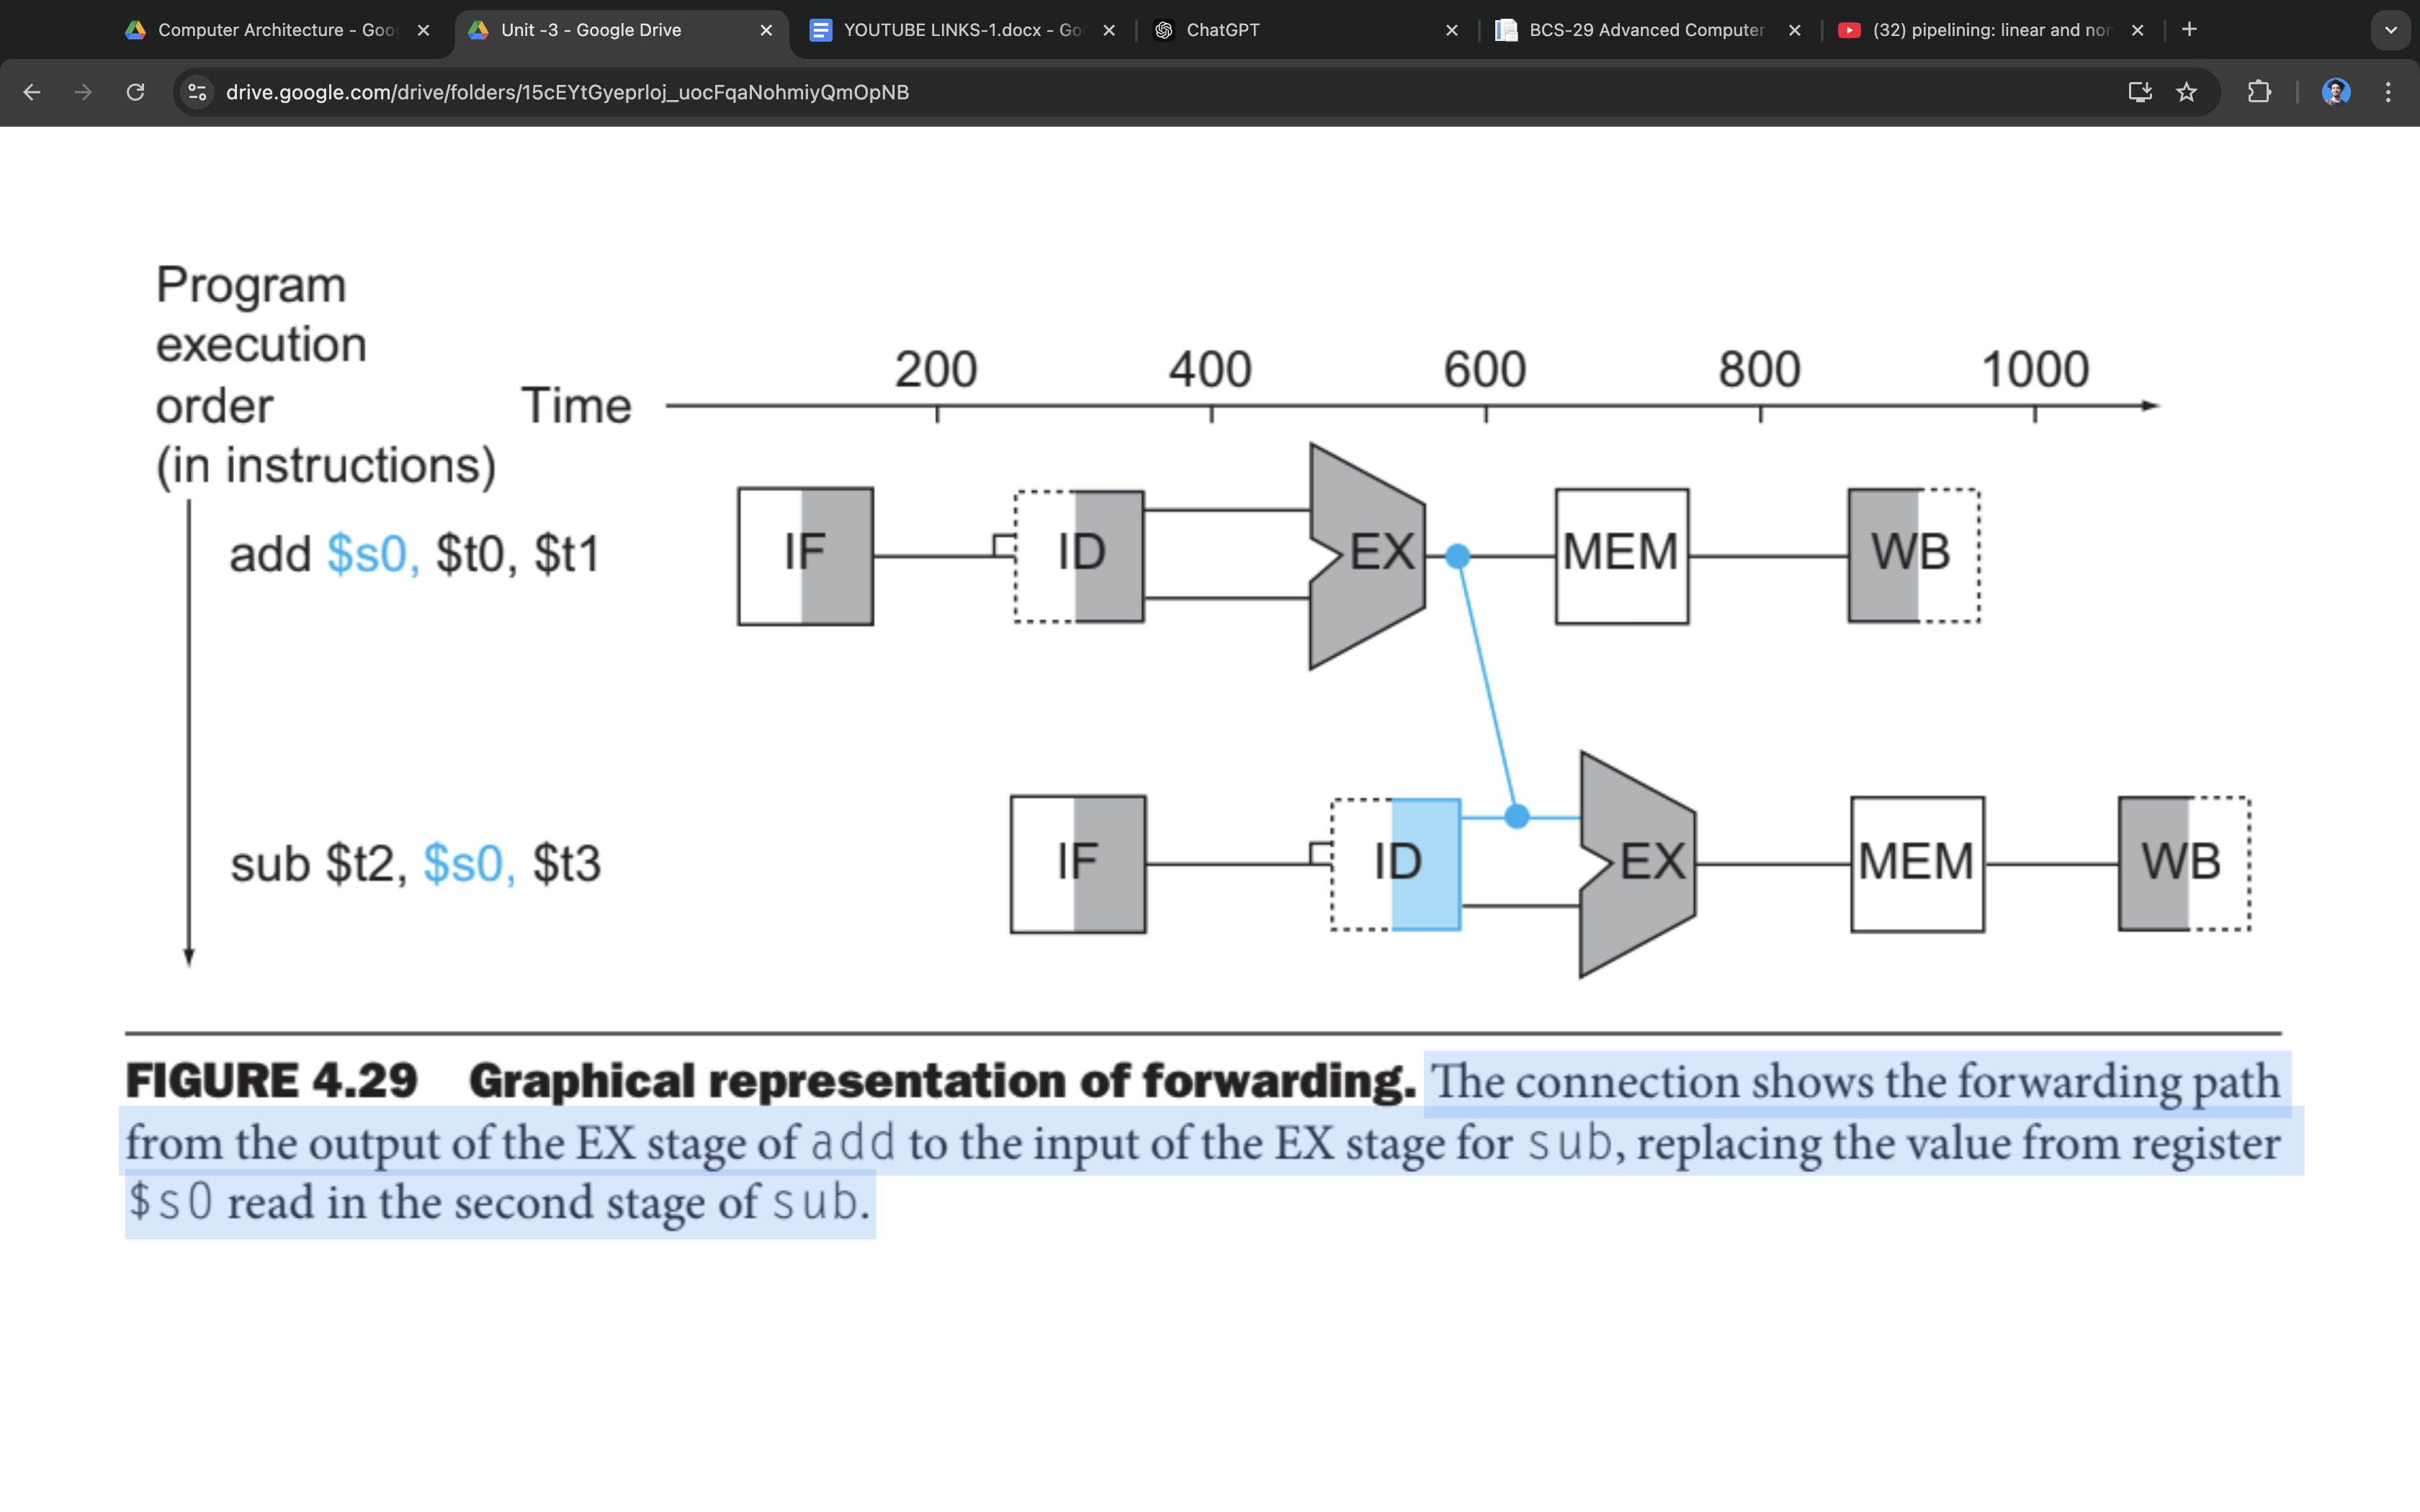 Computer Architecture - Goo
Unit -3 - Google Drive
YOUTUBE LINKS-1.docx - Go
ChatGPT
BCS-29 Advanced Computer
(32) pipelining: linear and nor
drive.google.com/drive/folders/15cEYtGyeprloj_uocFqaNohmiyQmOpNB
Program
execution
order
(in instructions)
Time
200 400 600 800 1000
add $s0, $t0, $t1
IF ID EX MEM WB
sub $t2, $s0, $t3
IF ID EX MEM WB
FIGURE 4.29 Graphical representation of forwarding. The connection shows the forwarding path
from the output of the EX stage of add to the input of the EX stage for sub, replacing the value from register
$s0 read in the second stage of sub.